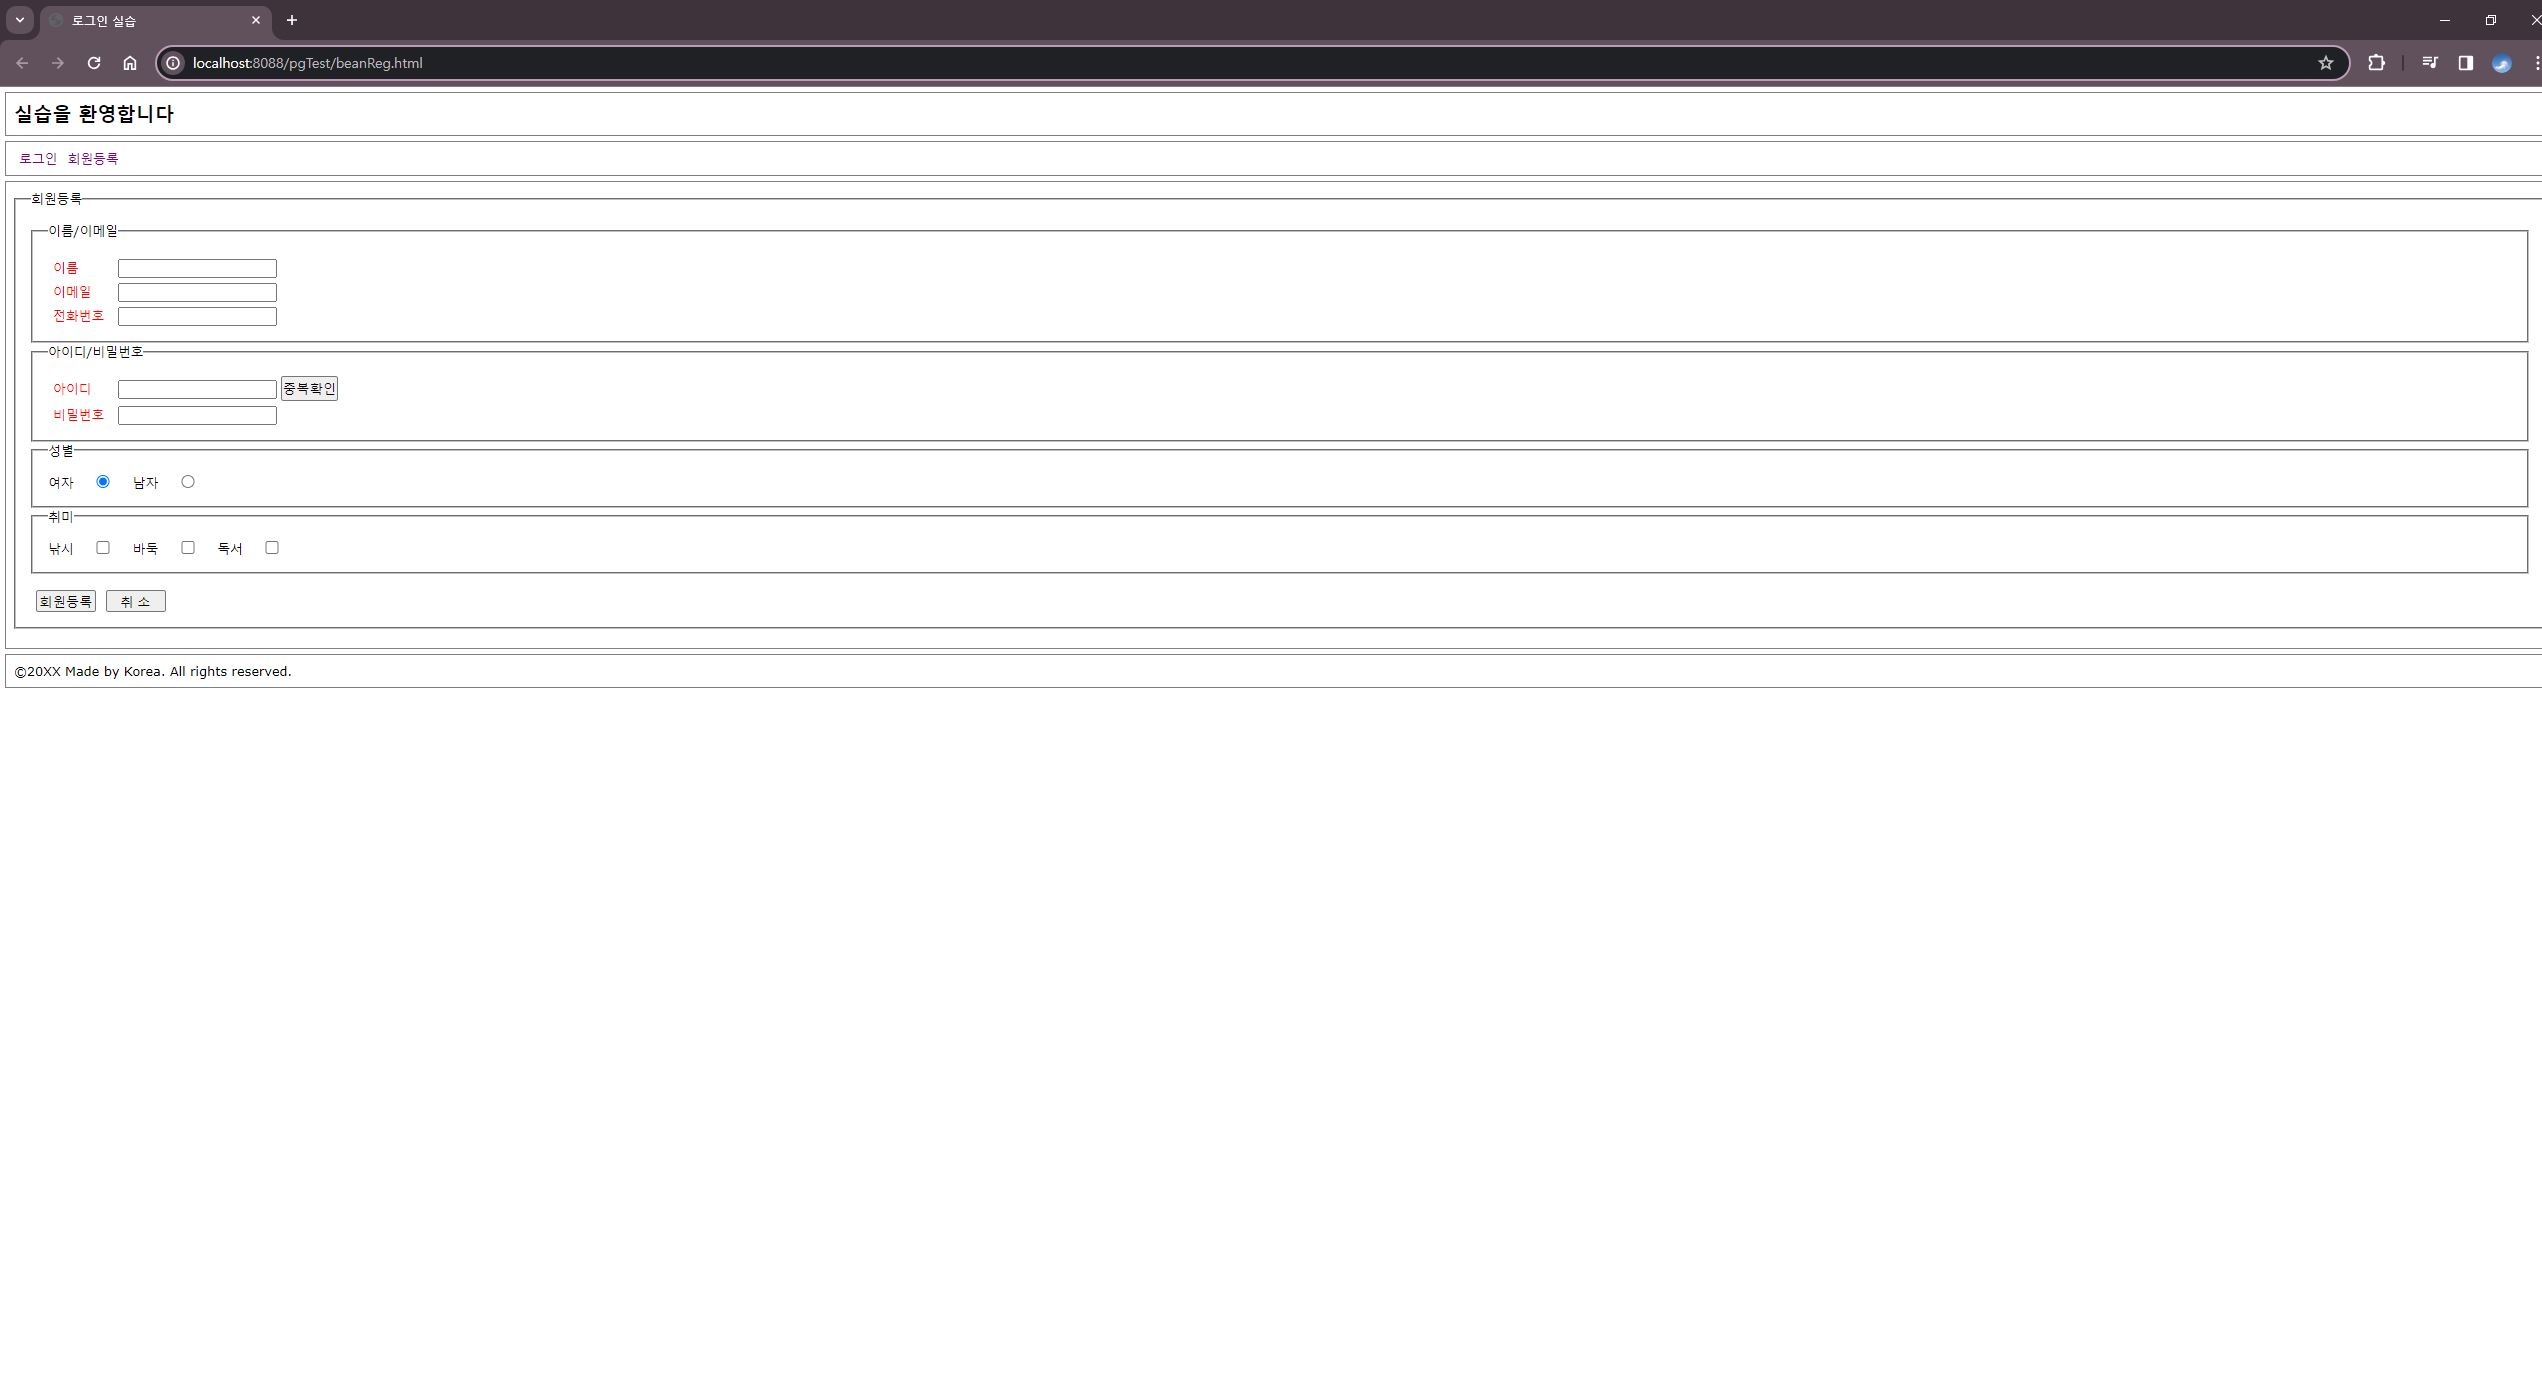 로그인 실습
localhost:8088/pgTest/beanReg.html
실습을 환영합니다
로그인 회원등록
회원등록
이름/이메일
이름
이메일
전화번호
아이디/비밀번호
아이디 중복확인
비밀번호
성별
여자 남자
취미
낚시 바둑 독서
회원등록 취 소
©20XX Made by Korea. All rights reserved.